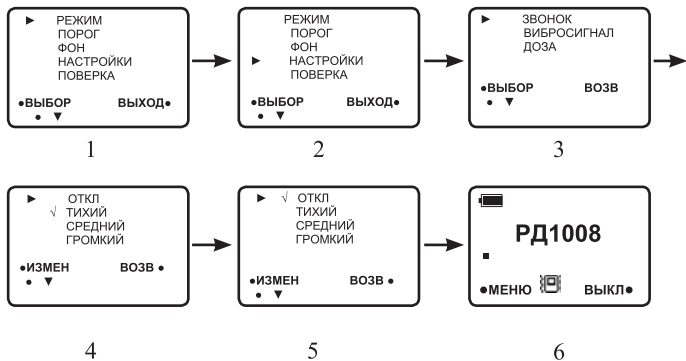 РЕЖИМ
ПОРОГ
ФОН
НАСТРОЙКИ
ПОВЕРКА
ВЫБОР ВЫХОД
1
РЕЖИМ
ПОРОГ
ФОН
НАСТРОЙКИ
ПОВЕРКА
ВЫБОР ВЫХОД
2
ЗВОНОК
ВИБРОСИГНАЛ
ДОЗА
ВЫБОР ВОЗВ
3
ОТКЛ
√ ТИХИЙ
СРЕДНИЙ
ГРОМКИЙ
ИЗМЕН ВОЗВ
4
√ ОТКЛ
ТИХИЙ
СРЕДНИЙ
ГРОМКИЙ
ИЗМЕН ВОЗВ
5
РД1008
МЕНЮ ВЫКЛ
6